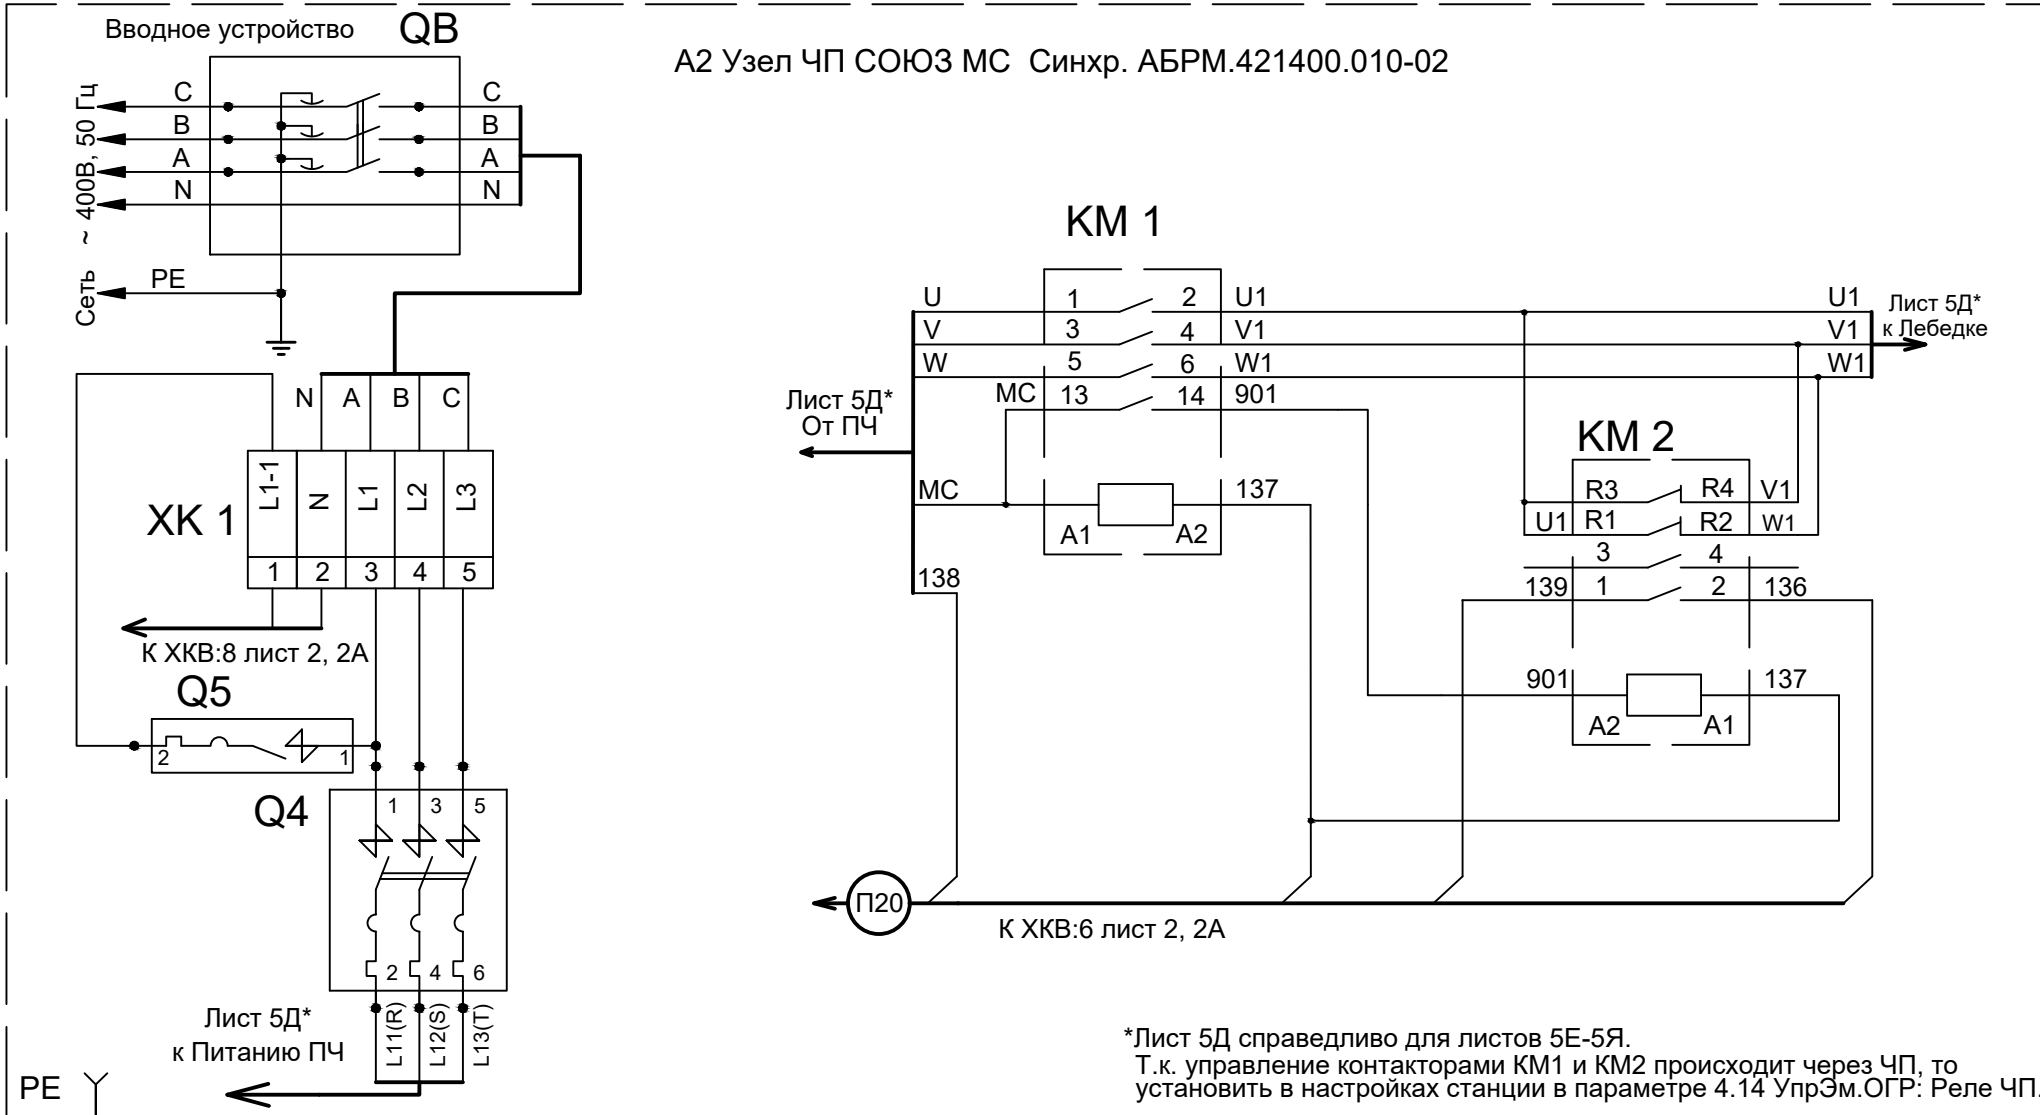 Вводное устройство
QB
А2 Узел ЧП СОЮЗ МС Синхр. АБРМ.421400.010-02
Сеть ~ 400В, 50 Гц
C C
B B
A A
N N
PE
N A B C
XK 1
L1-1 N L1 L2 L3
1 2 3 4 5
К ХКВ:8 лист 2, 2А
Q5
2 1
Q4
1 3 5
2 4 6
L11(R) L12(S) L13(T)
Лист 5Д*
к Питанию ПЧ
PE
KM 1
U 1 2 U1 U1
V 3 4 V1 V1
W 5 6 W1 W1
MC 13 14 901
Лист 5Д*
к Лебедке
Лист 5Д*
От ПЧ
MC 137
A1 A2
138
KM 2
R3 R4 V1
U1 R1 R2 W1
3 4
139 1 2 136
901 137
A2 A1
П20
К ХКВ:6 лист 2, 2А
*Лист 5Д справедливо для листов 5Е-5Я.
Т.к. управление контакторами КМ1 и КМ2 происходит через ЧП, то
установить в настройках станции в параметре 4.14 УпрЭм.ОГР: Реле ЧП.